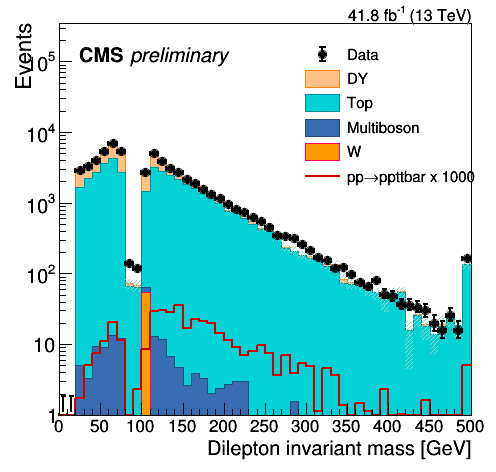 41.8 fb⁻¹ (13 TeV)
CMS preliminary
Events
Data
DY
Top
Multiboson
W
pp→ppttbar x 1000
10⁵
10⁴
10³
10²
10
1
0 50 100 150 200 250 300 350 400 450 500
Dilepton invariant mass [GeV]